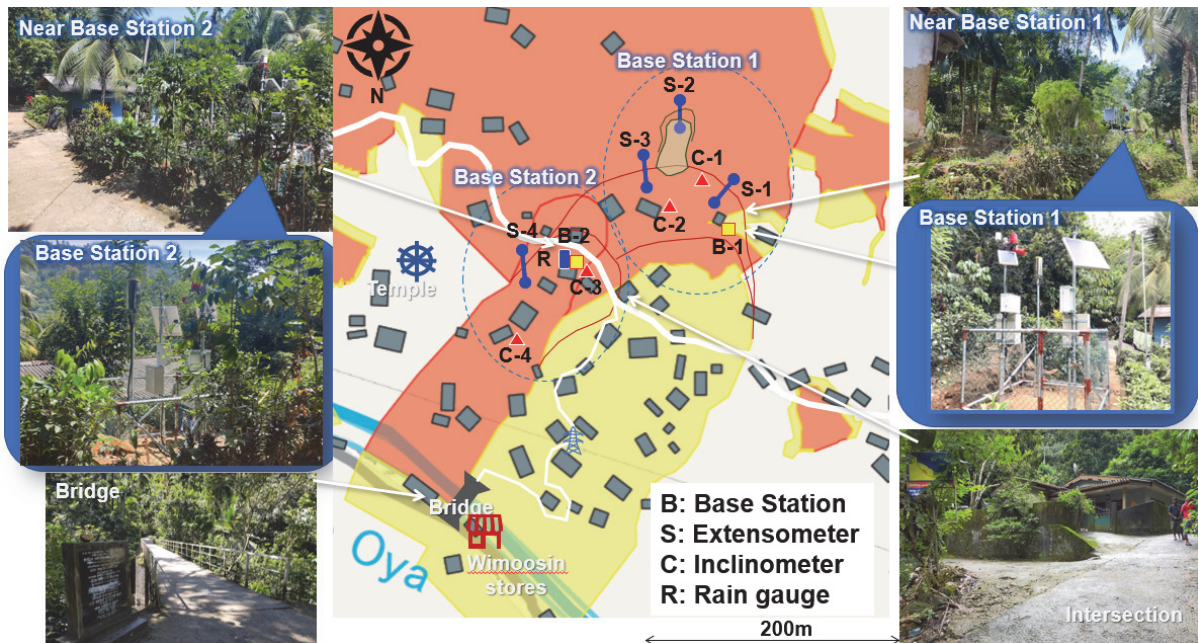 Near Base Station 2
N
Base Station 1
S-2
S-3
C-1
S-1
C-2
B-1
Base Station 2
S-4
B-2
R
C-3
Temple
C-4
Bridge
Oya
Wimoosin
stores
B: Base Station
S: Extensometer
C: Inclinometer
R: Rain gauge
200m
Base Station 2
Bridge
Near Base Station 1
Base Station 1
Intersection